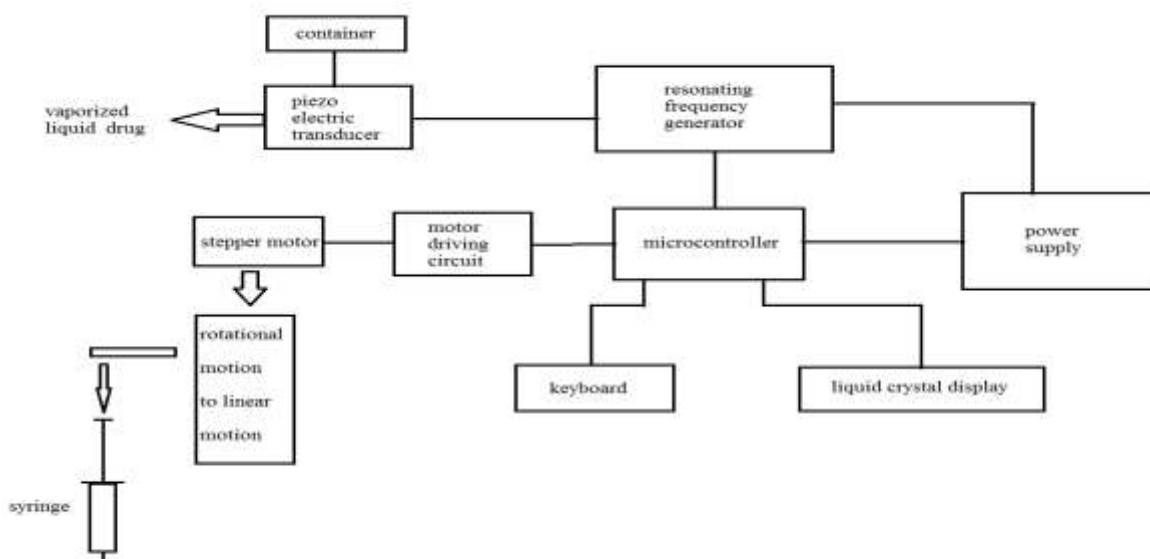 container
piezo
electric
transducer
vaporized
liquid drug
resonating
frequency
generator
stepper motor
motor
driving
circuit
microcontroller
power
supply
rotational
motion
to linear
motion
keyboard
liquid crystal display
syringe